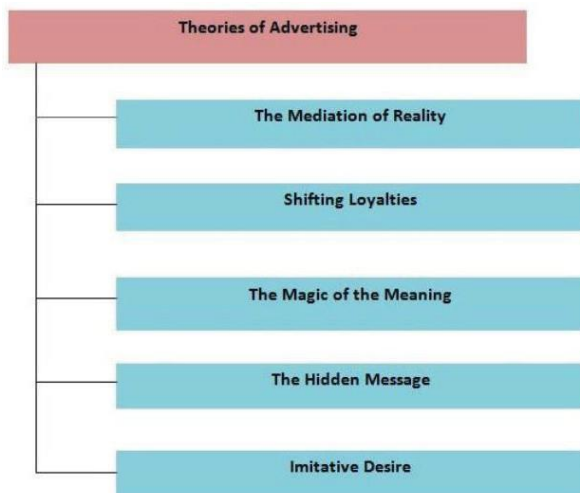 Theories of Advertising
The Mediation of Reality
Shifting Loyalties
The Magic of the Meaning
The Hidden Message
Imitative Desire